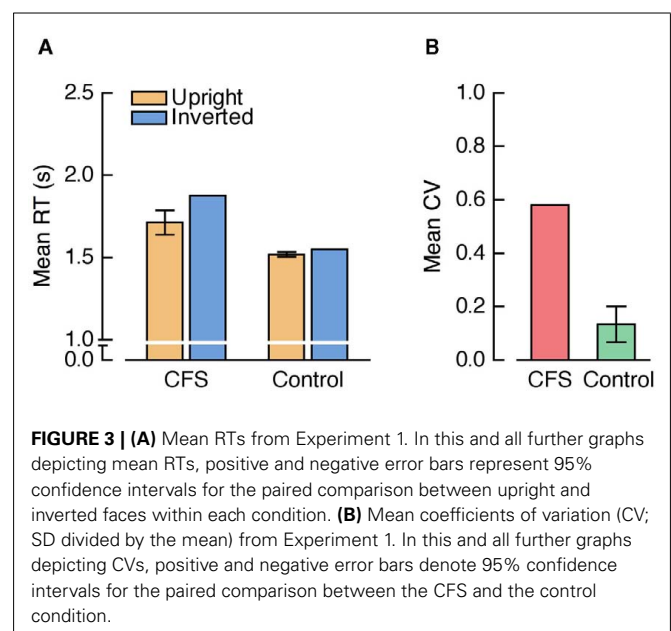 A
B
2.5
2.0
1.5
1.0
0.0
Mean RT (s)
Upright
Inverted
CFS Control
1.0
0.8
0.6
0.4
0.2
0.0
Mean CV
CFS Control
FIGURE 3 | (A) Mean RTs from Experiment 1. In this and all further graphs
depicting mean RTs, positive and negative error bars represent 95%
confidence intervals for the paired comparison between upright and
inverted faces within each condition. (B) Mean coefficients of variation (CV;
SD divided by the mean) from Experiment 1. In this and all further graphs
depicting CVs, positive and negative error bars denote 95% confidence
intervals for the paired comparison between the CFS and the control
condition.